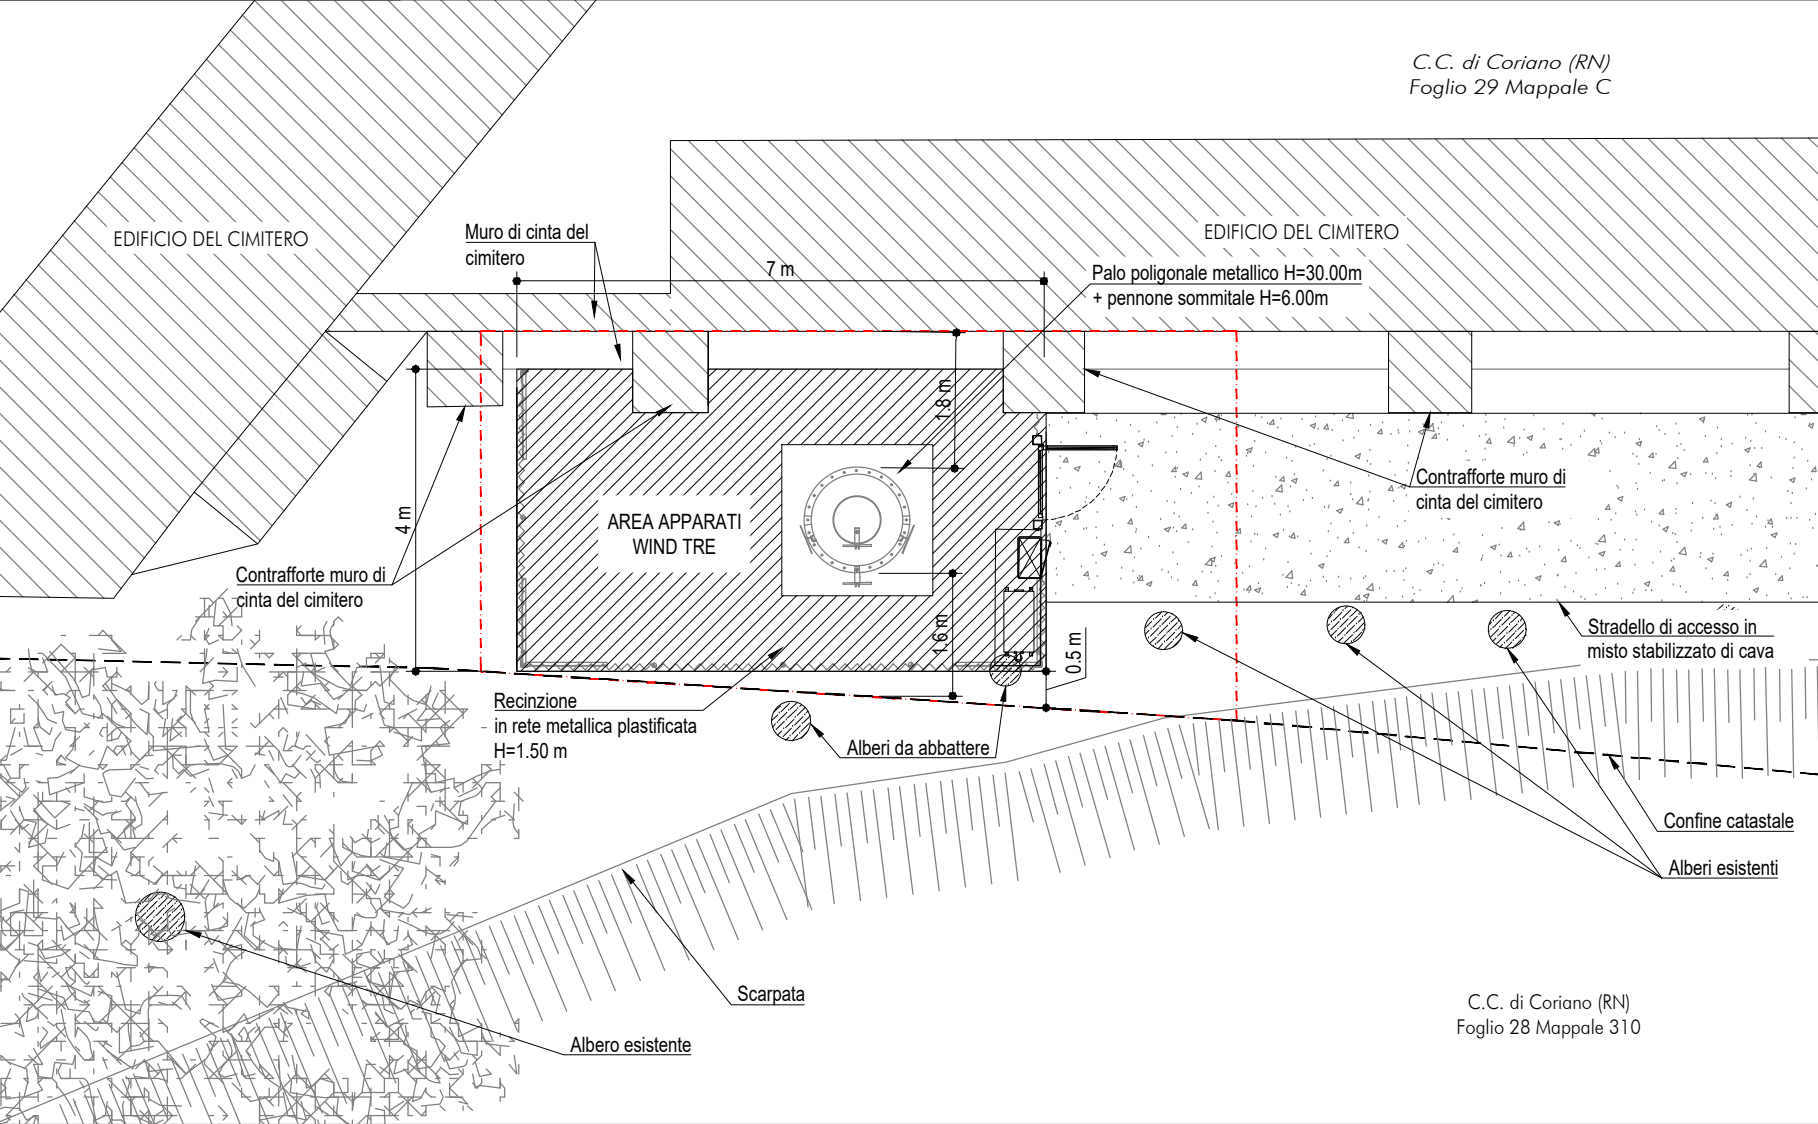 C.C. di Coriano (RN)
Foglio 29 Mappale C
EDIFICIO DEL CIMITERO
Muro di cinta del
cimitero
EDIFICIO DEL CIMITERO
7 m
Palo poligonale metallico H=30.00m
+ pennone sommitale H=6.00m
1.8 m
4 m
AREA APPARATI
WIND TRE
Contrafforte muro di
cinta del cimitero
Contrafforte muro di
cinta del cimitero
1.6 m
0.5 m
Stradello di accesso in
misto stabilizzato di cava
Recinzione
in rete metallica plastificata
H=1.50 m
Alberi da abbattere
Confine catastale
Alberi esistenti
Scarpata
Albero esistente
C.C. di Coriano (RN)
Foglio 28 Mappale 310